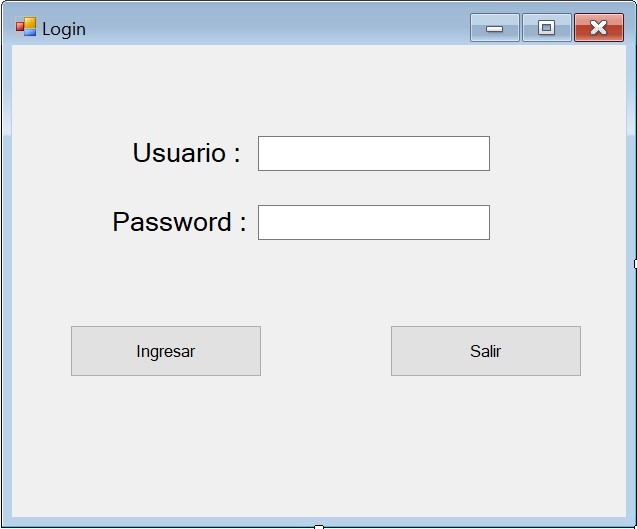 Login
Usuario :
Password :
Ingresar
Salir